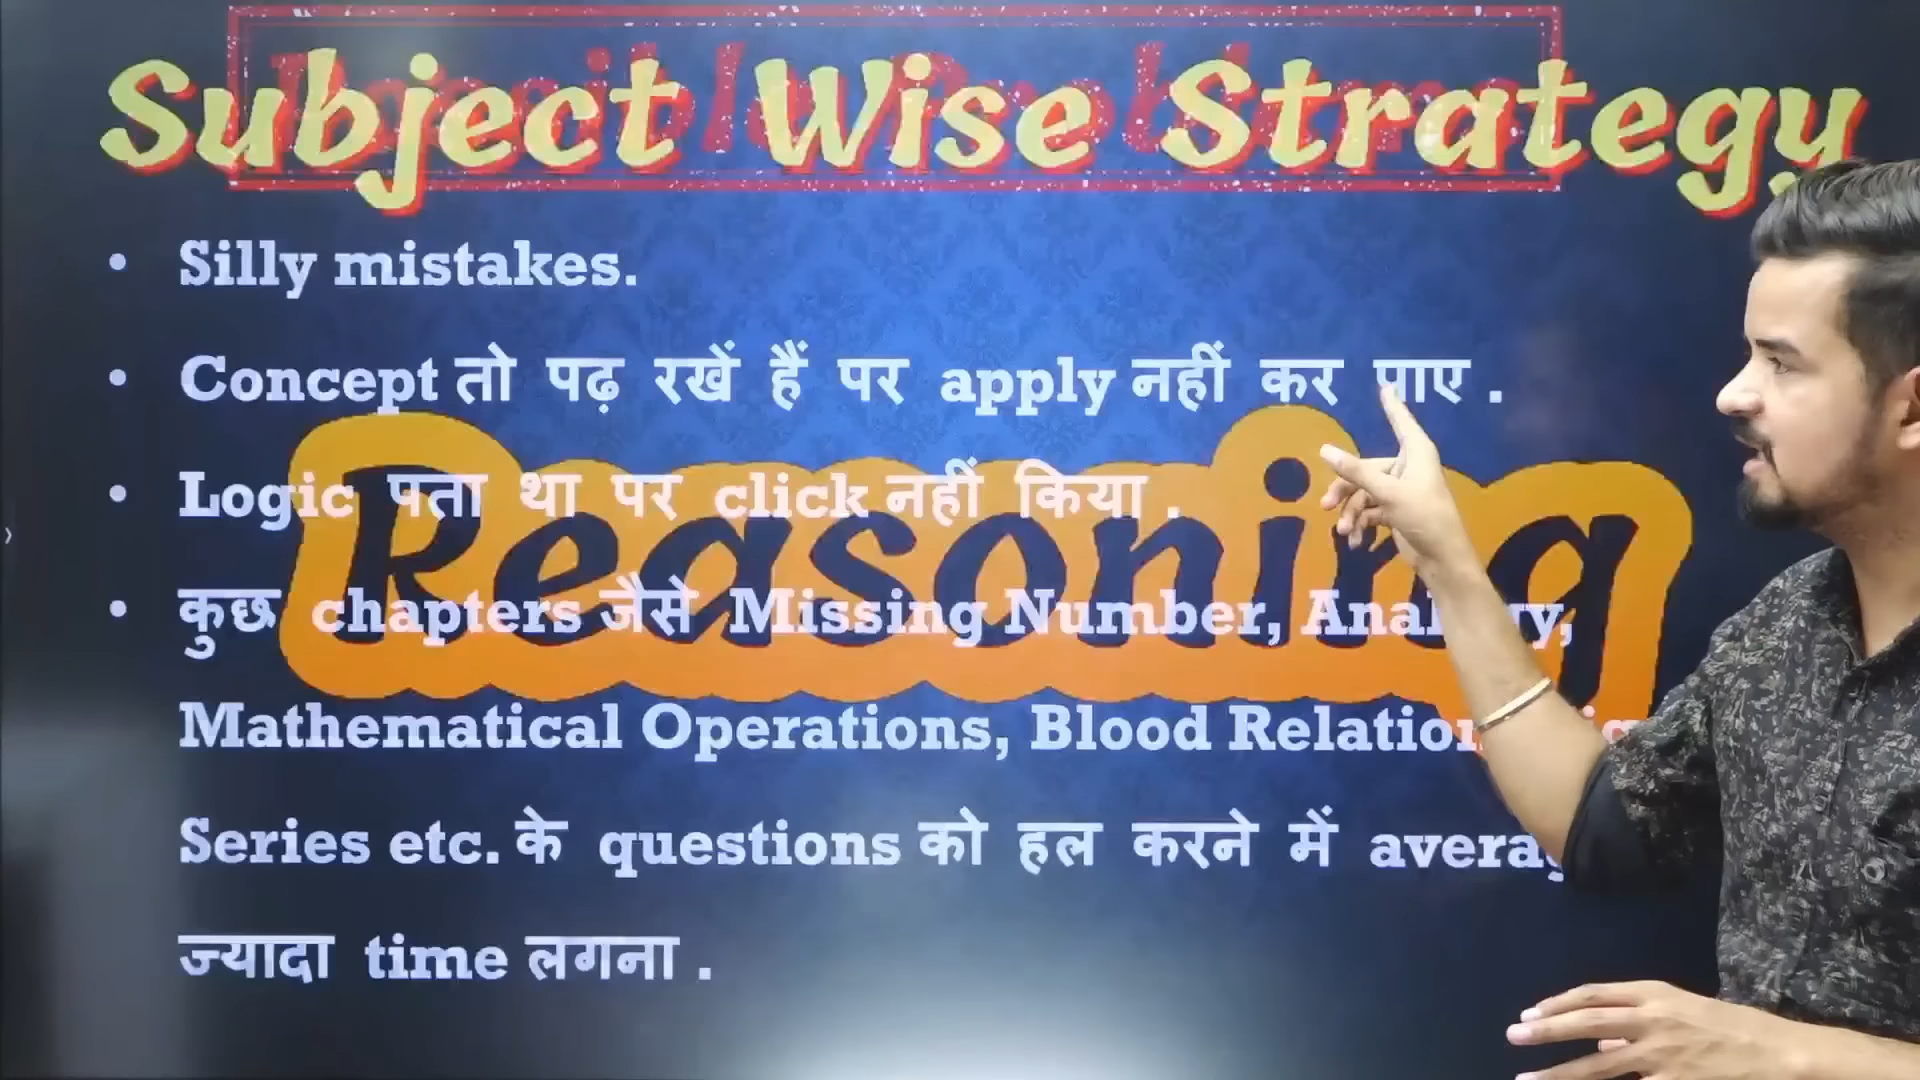 Subject Wise Strategy
• Silly mistakes.
• Concept तो पढ़ रखें हैं पर apply नहीं कर पाए .
• Logic पता था पर click नहीं किया .
Reasoning
• कुछ chapters जैसे Missing Number,
Mathematical Operations, Blood
Series etc. के questions को हल करने में
ज्यादा time लगना .